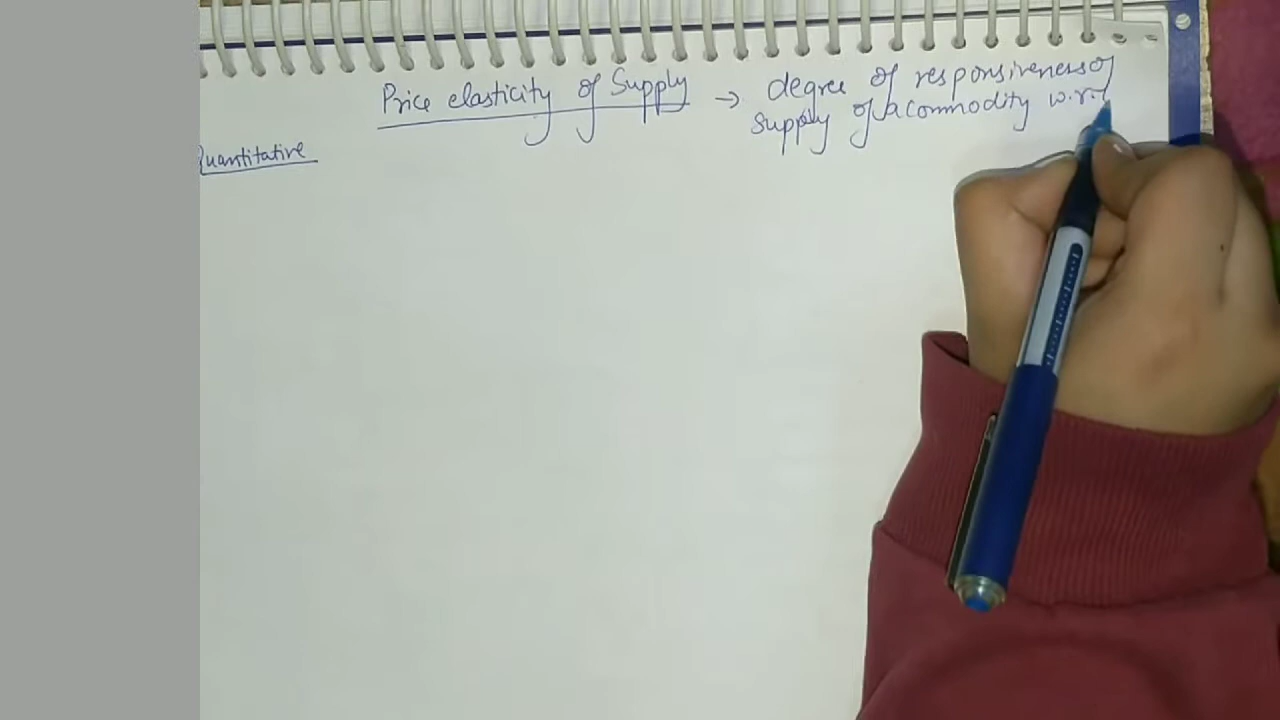 Price elasticity of Supply → degree of responsiveness of
supply of a commodity w.r.t
Quantitative